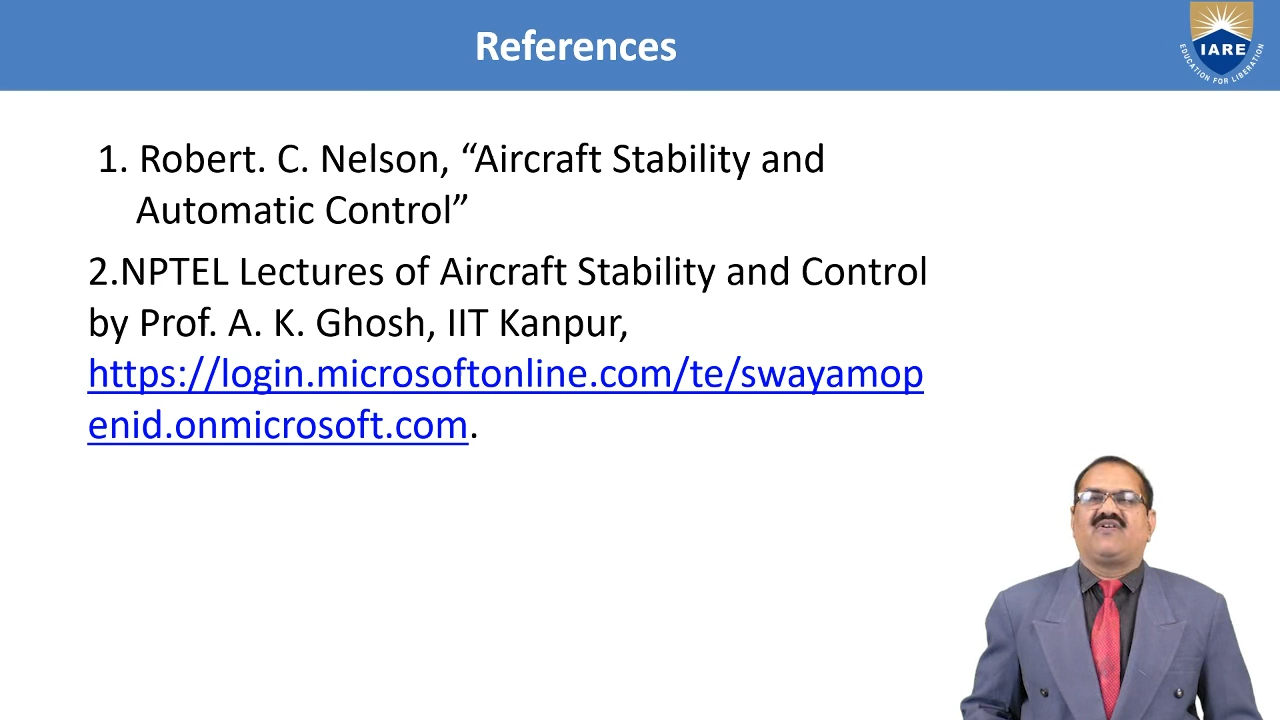 References
IARE
EDUCATION FOR LIBERATION
1. Robert. C. Nelson, “Aircraft Stability and
Automatic Control”
2.NPTEL Lectures of Aircraft Stability and Control
by Prof. A. K. Ghosh, IIT Kanpur,
https://login.microsoftonline.com/te/swayamop
enid.onmicrosoft.com.